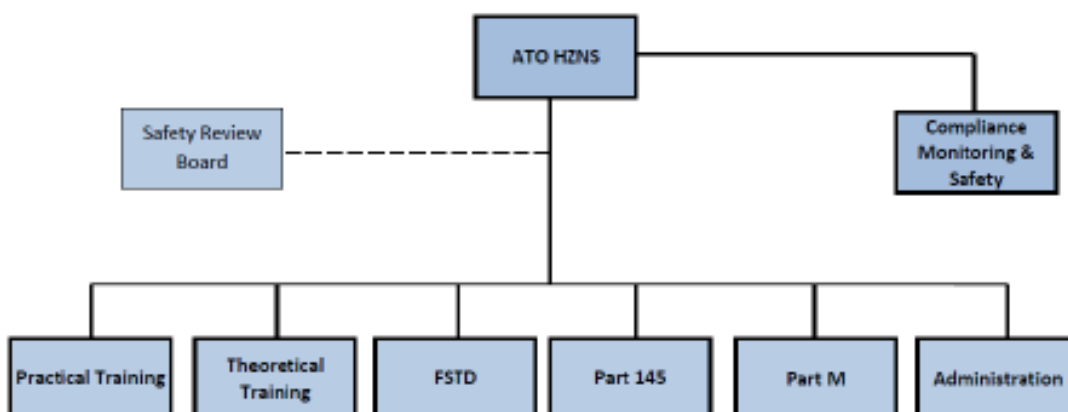 ATO HZNS
Safety Review
Board
Compliance
Monitoring &
Safety
Practical Training
Theoretical
Training
FSTD
Part 145
Part M
Administration